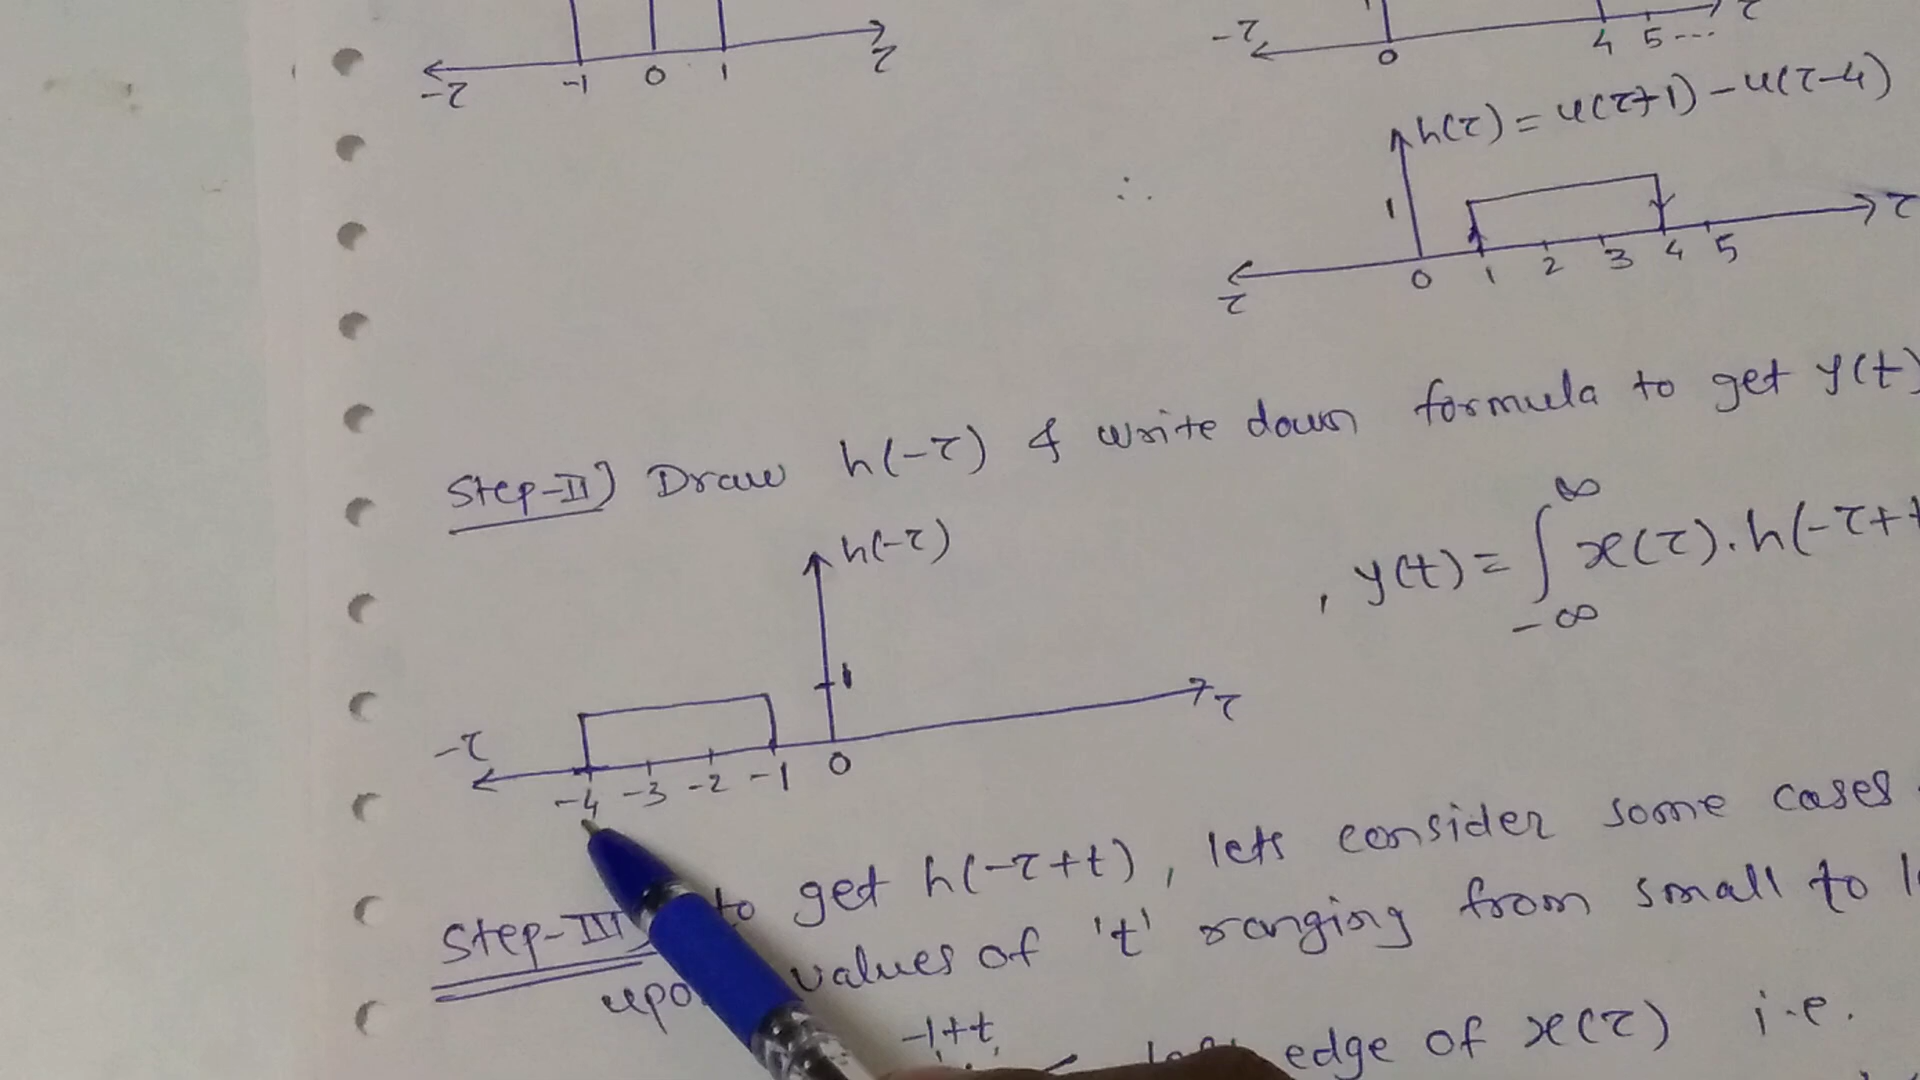 -τ -1 0 1 τ
-τ 0 4 5 ... τ
h(τ) = u(τ+1) - u(τ-4)
∴
1
τ 0 1 2 3 4 5 τ
Step-II) Draw h(-τ) & write down formula to get y(t)
h(-τ)
, y(t) = ∫ x(τ). h(-τ+t
∞
-∞
1
-τ -4 -3 -2 -1 0 τ
Step-III) to get h(-τ+t), lets consider some cases
values of 't' ranging from small to
-1+t
edge of x(τ) i.e.